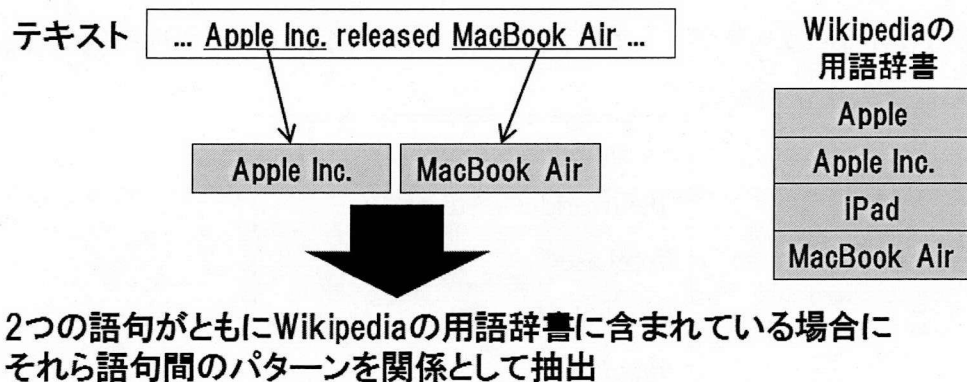 テキスト ... Apple Inc. released MacBook Air ...
Apple Inc. MacBook Air
Wikipediaの
用語辞書
Apple
Apple Inc.
iPad
MacBook Air
2つの語句がともにWikipediaの用語辞書に含まれている場合に
それら語句間のパターンを関係として抽出